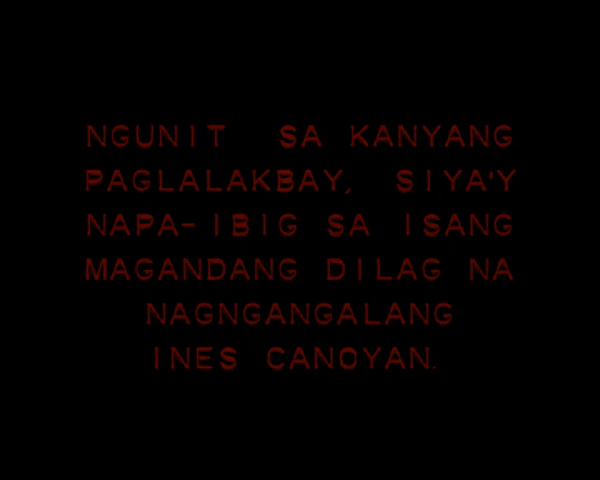 NGUNIT SA KANYANG
PAGLALAKBAY, SIYA'Y
NAPA-IBIG SA ISANG
MAGANDANG DILAG NA
NAGNGANGALANG
INES CANOYAN.